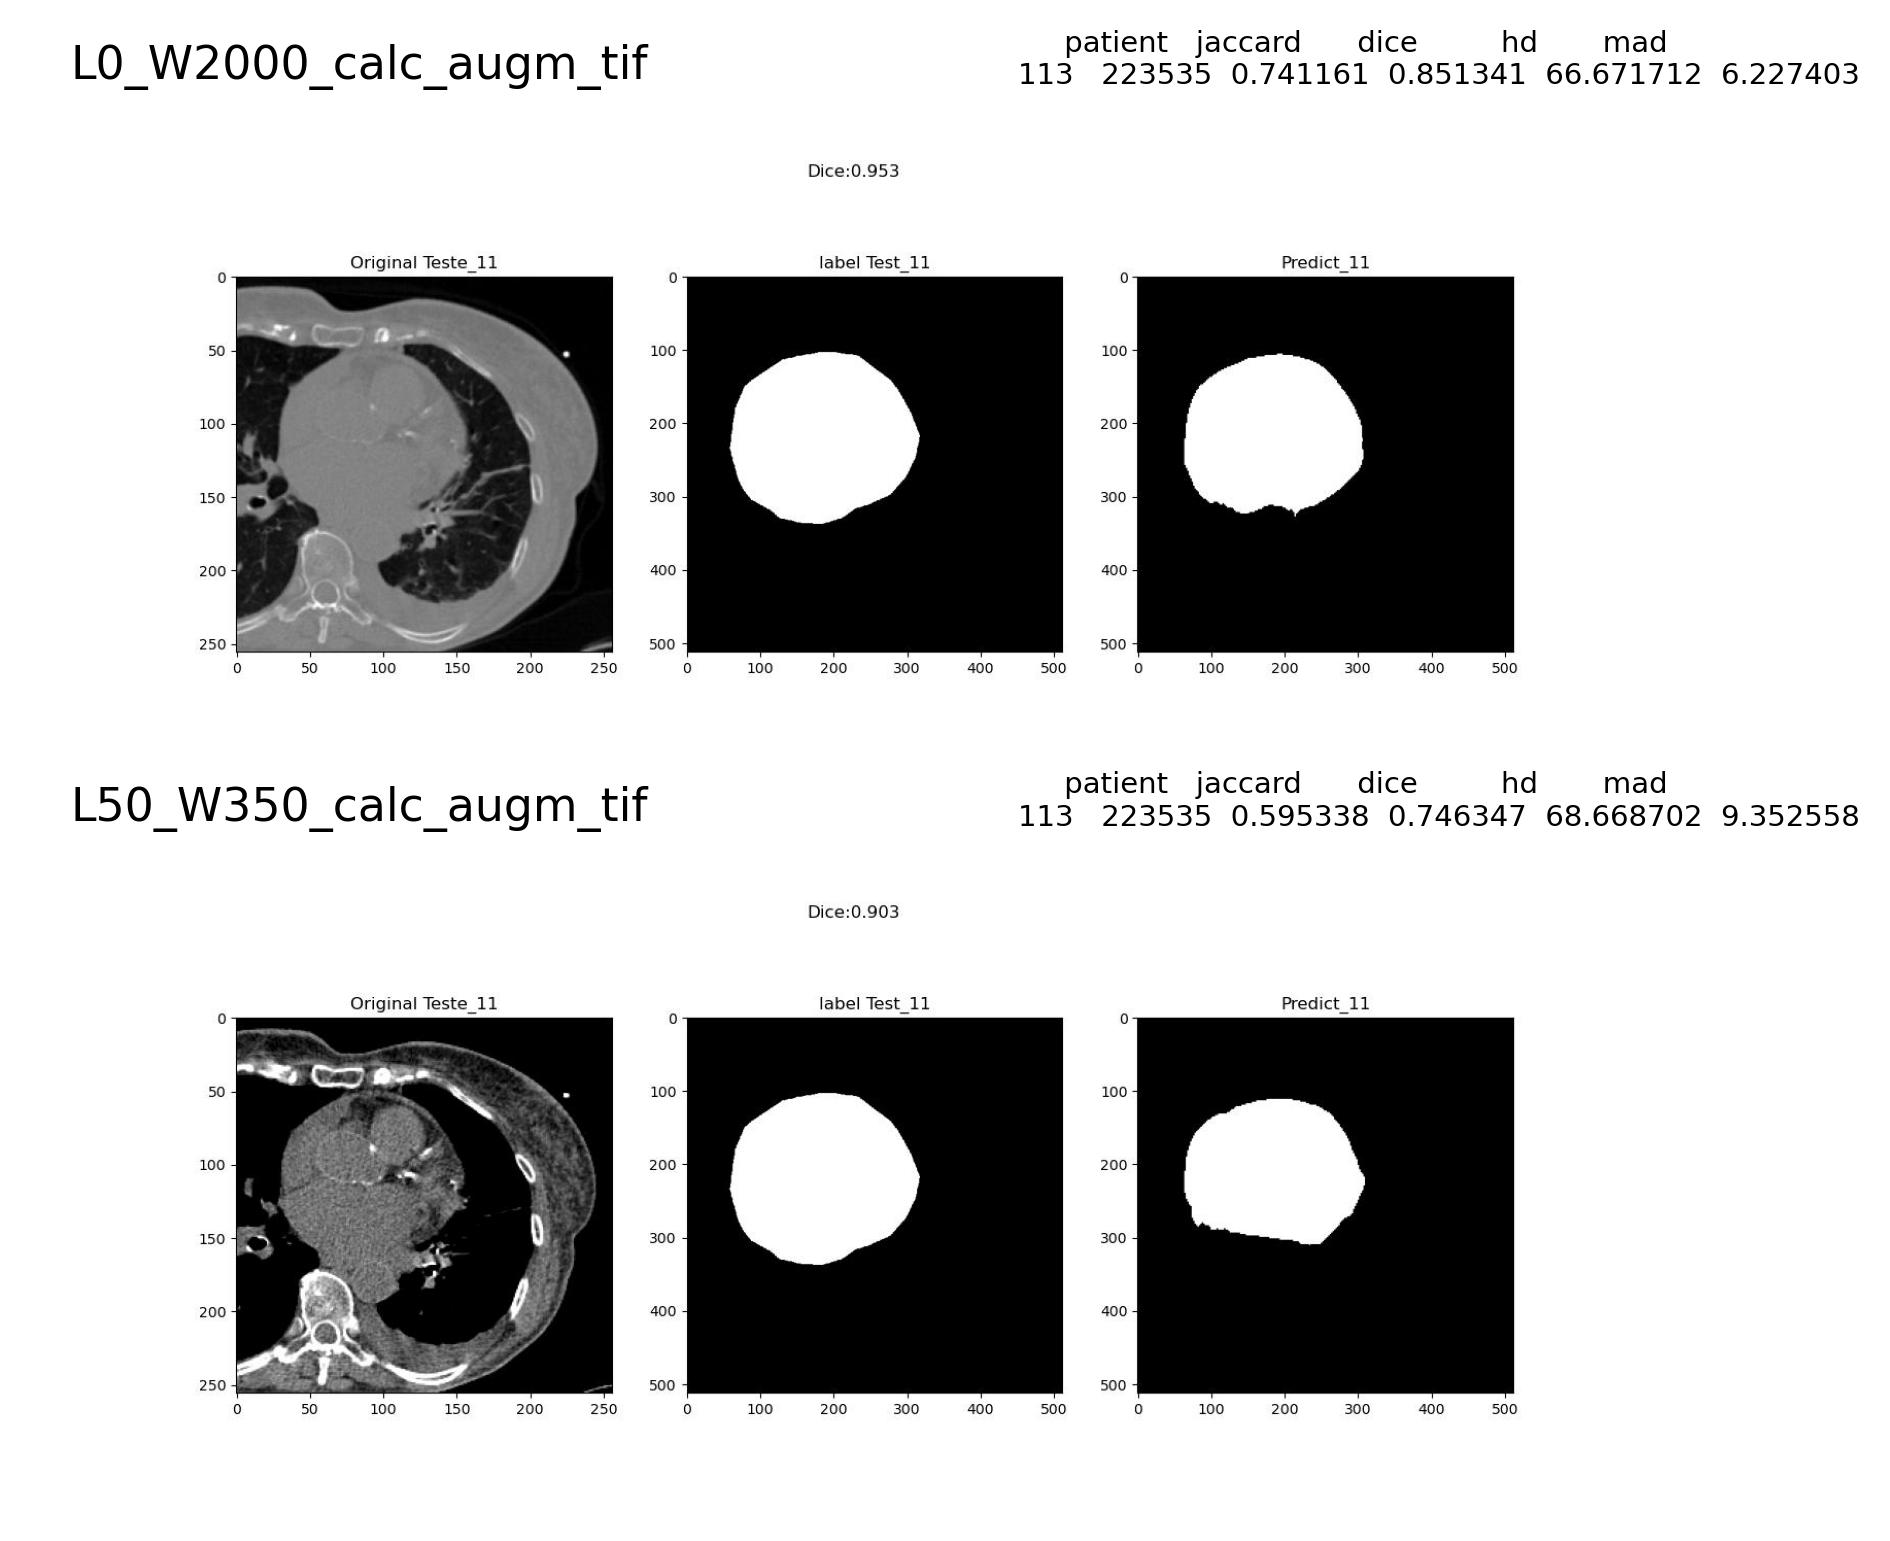 L0_W2000_calc_augm_tif
patient jaccard dice hd mad
113 223535 0.741161 0.851341 66.671712 6.227403
Dice:0.953
Original Teste_11
label Test_11
Predict_11
0
50
100
150
200
250
0 50 100 150 200 250
0
100
200
300
400
500
0 100 200 300 400 500
0
100
200
300
400
500
0 100 200 300 400 500
L50_W350_calc_augm_tif
patient jaccard dice hd mad
113 223535 0.595338 0.746347 68.668702 9.352558
Dice:0.903
Original Teste_11
label Test_11
Predict_11
0
50
100
150
200
250
0 50 100 150 200 250
0
100
200
300
400
500
0 100 200 300 400 500
0
100
200
300
400
500
0 100 200 300 400 500